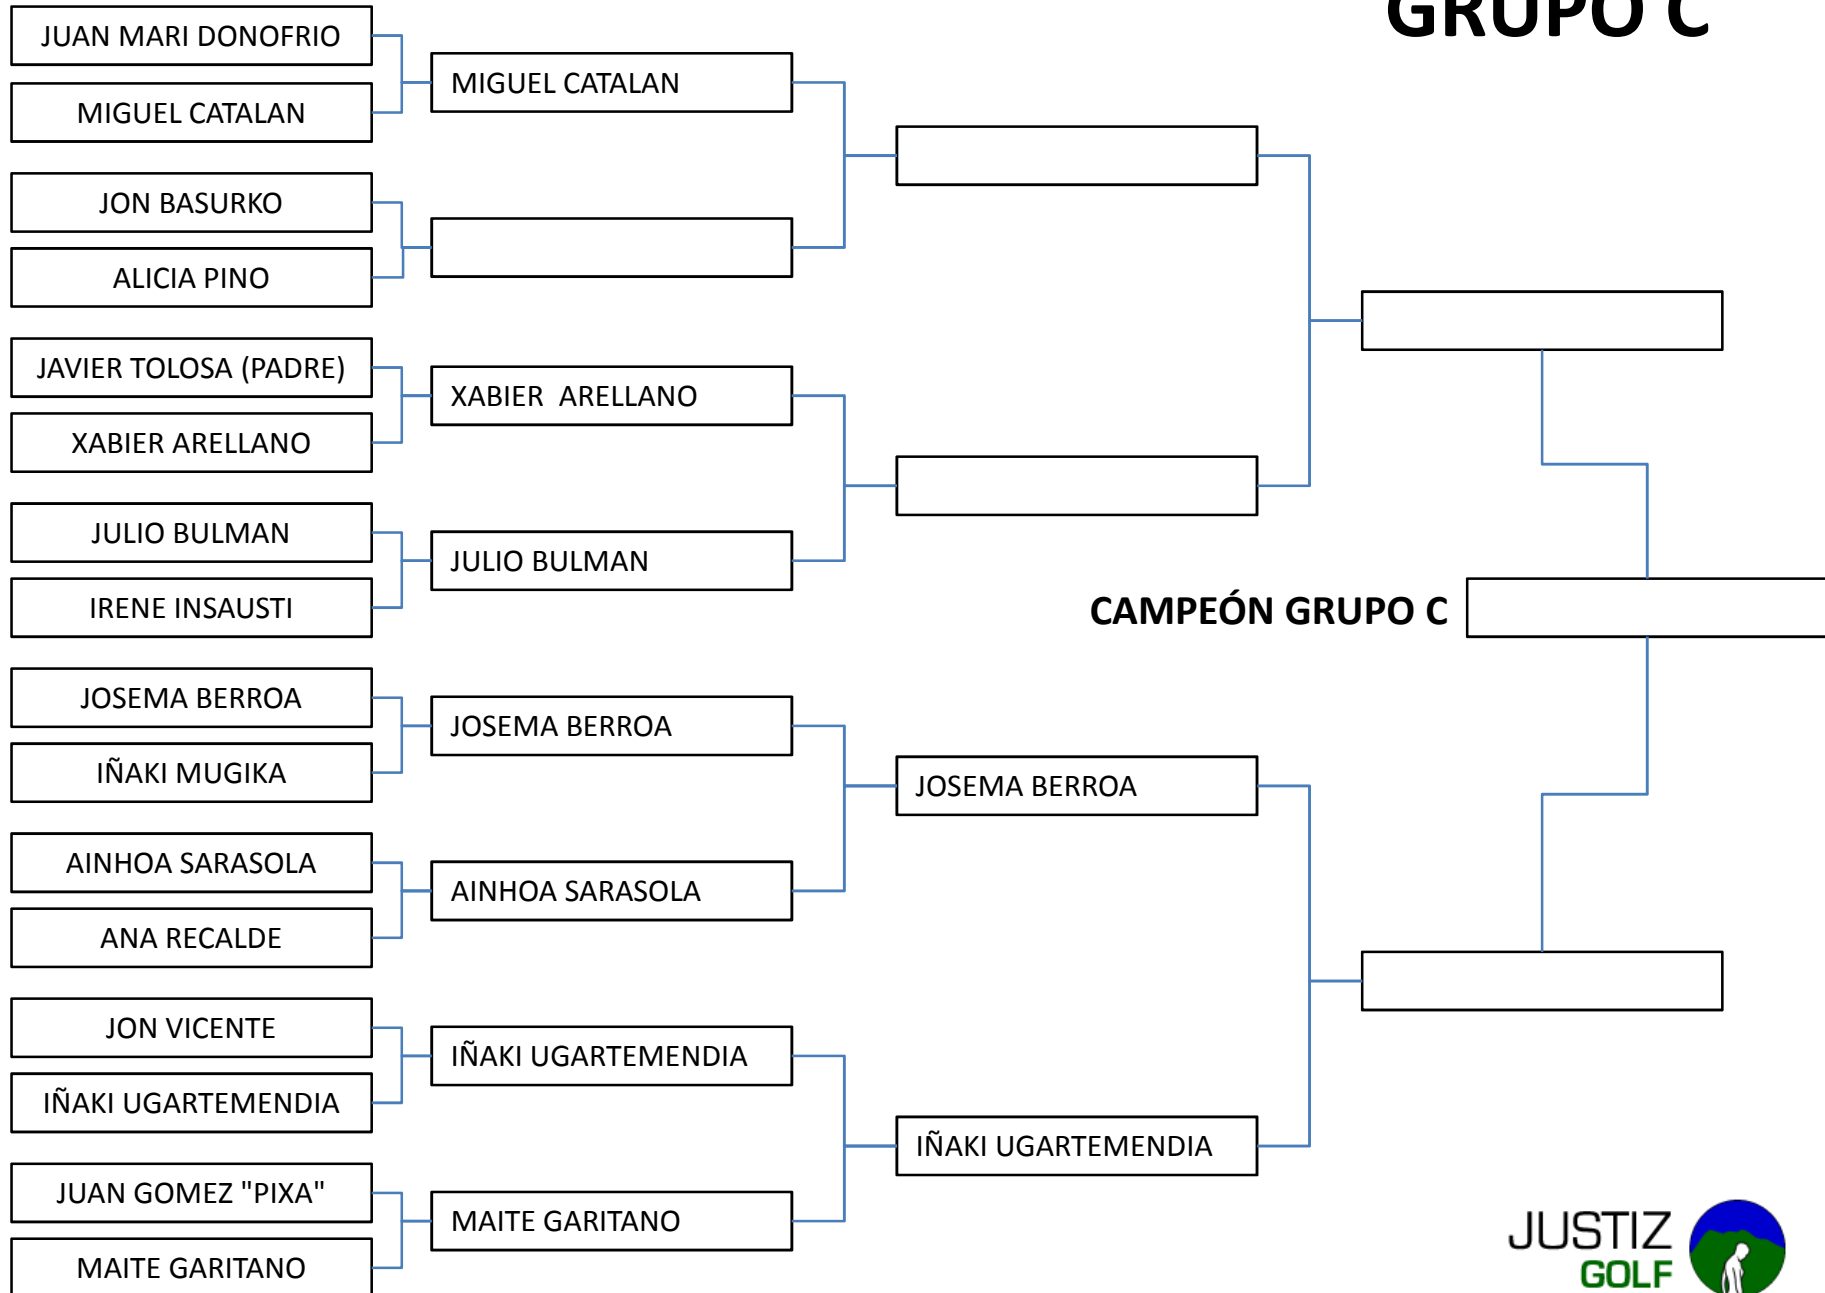 GRUPO C
JUAN MARI DONOFRIO
MIGUEL CATALAN
JON BASURKO
ALICIA PINO
JAVIER TOLOSA (PADRE)
XABIER ARELLANO
JULIO BULMAN
IRENE INSAUSTI
JOSEMA BERROA
IÑAKI MUGIKA
AINHOA SARASOLA
ANA RECALDE
JON VICENTE
IÑAKI UGARTEMENDIA
JUAN GOMEZ "PIXA"
MAITE GARITANO
MIGUEL CATALAN
XABIER  ARELLANO
JULIO BULMAN
JOSEMA BERROA
AINHOA SARASOLA
IÑAKI UGARTEMENDIA
MAITE GARITANO
JOSEMA BERROA
IÑAKI UGARTEMENDIA
CAMPEÓN GRUPO C
JUSTIZ
GOLF